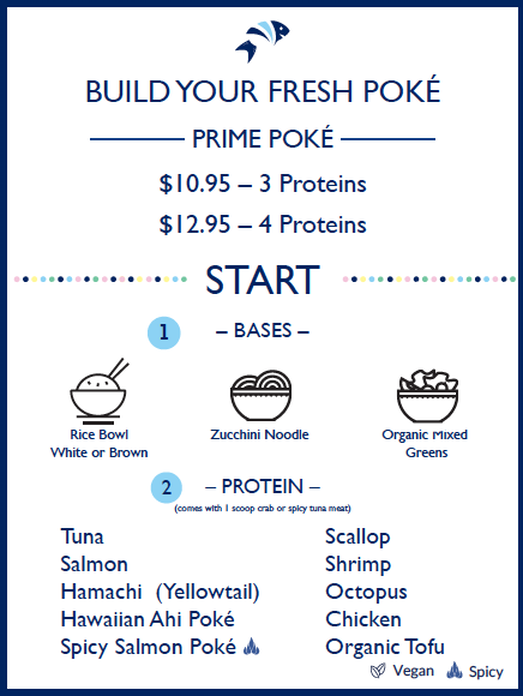 BUILD YOUR FRESH POKÉ
PRIME POKÉ
$10.95 – 3 Proteins
$12.95 – 4 Proteins
START
1 – BASES –
Rice Bowl
White or Brown
Zucchini Noodle
Organic Mixed
Greens
2 – PROTEIN –
(comes with 1 scoop crab or spicy tuna meat)
Tuna
Salmon
Hamachi (Yellowtail)
Hawaiian Ahi Poké
Spicy Salmon Poké
Scallop
Shrimp
Octopus
Chicken
Organic Tofu
Vegan Spicy